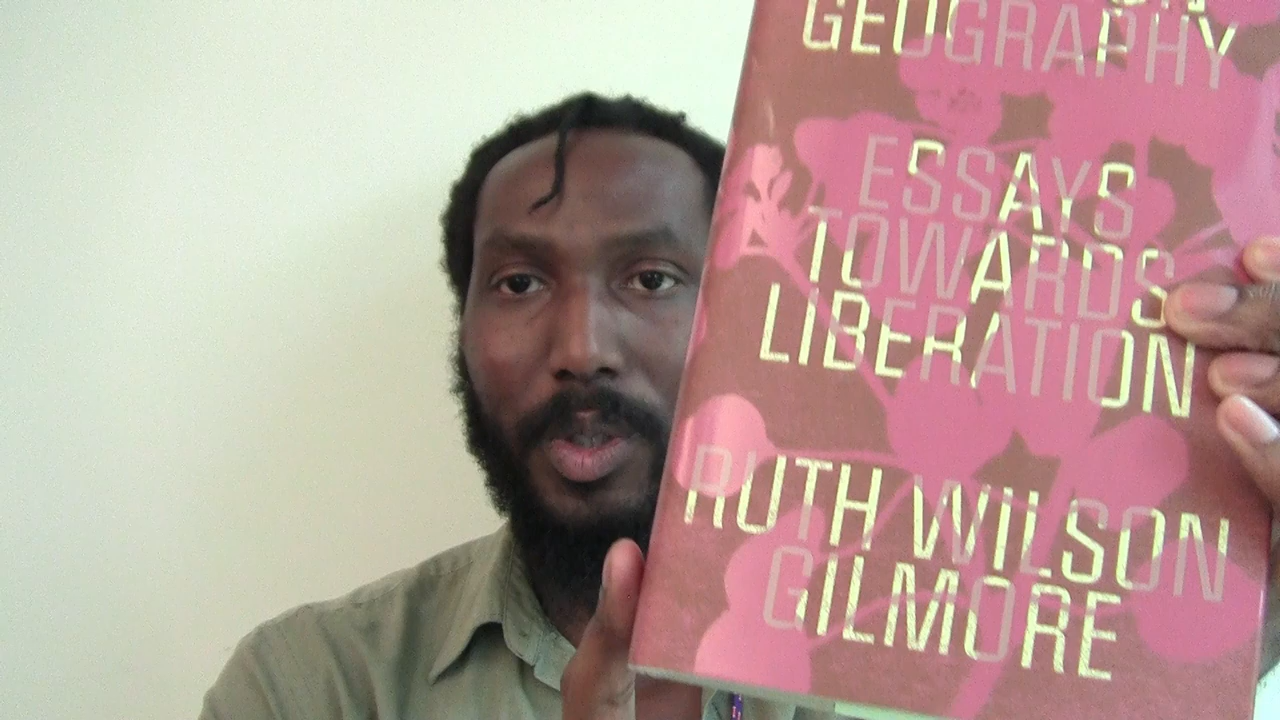 GEOGRAPHY
ESSAYS
TOWARDS
LIBERATION
RUTH WILSON
GILMORE